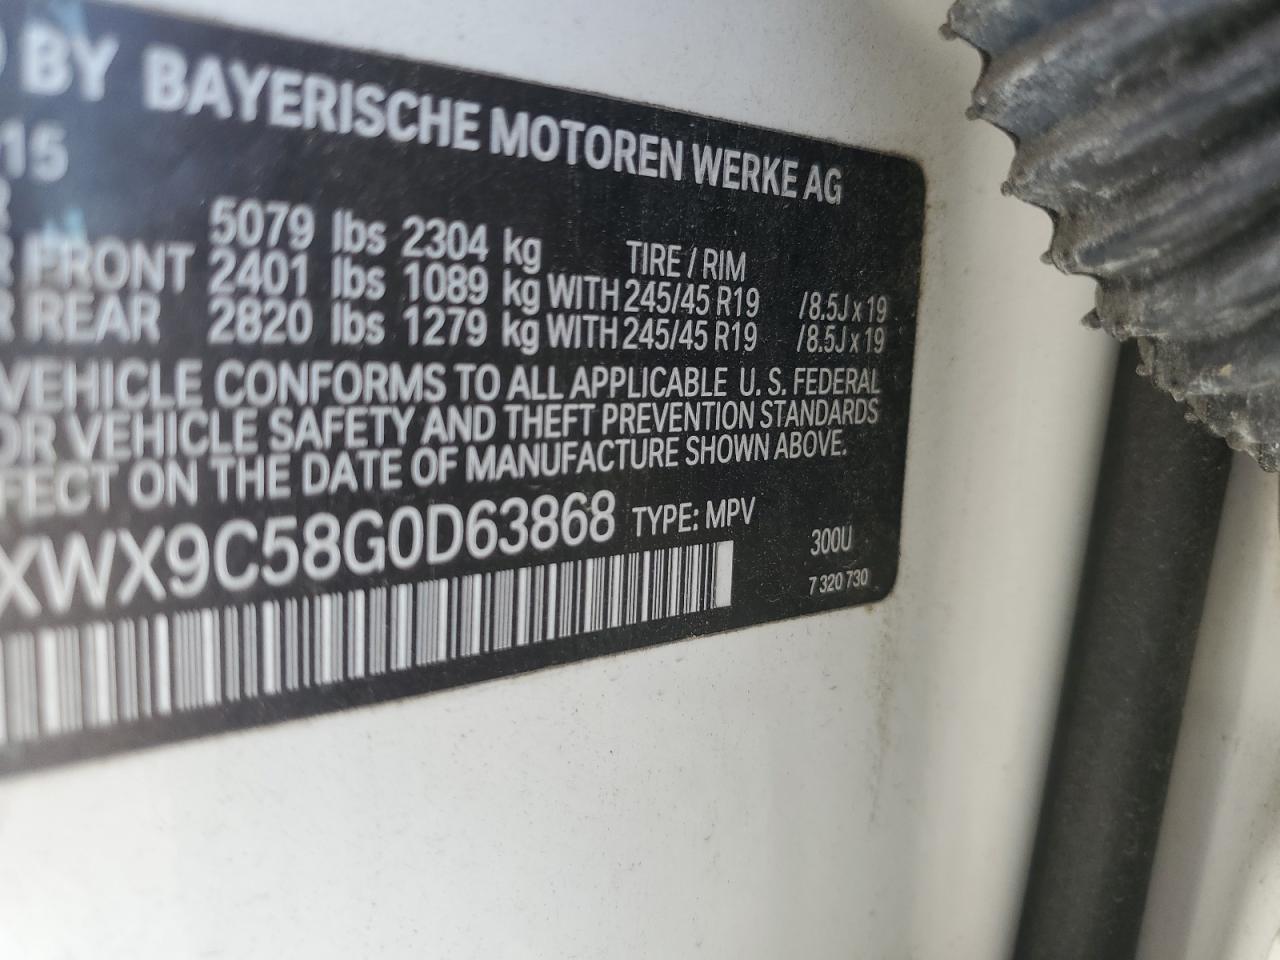 BY BAYERISCHE MOTOREN WERKE AG
15
5079 lbs 2304 kg TIRE / RIM
FRONT 2401 lbs 1089 kg WITH 245/45 R19 /8.5J x 19
REAR 2820 lbs 1279 kg WITH 245/45 R19 /8.5J x 19
VEHICLE CONFORMS TO ALL APPLICABLE U. S. FEDERAL
OR VEHICLE SAFETY AND THEFT PREVENTION STANDARDS
FECT ON THE DATE OF MANUFACTURE SHOWN ABOVE.
XWX9C58G0D63868 TYPE: MPV
300U
7 320 730